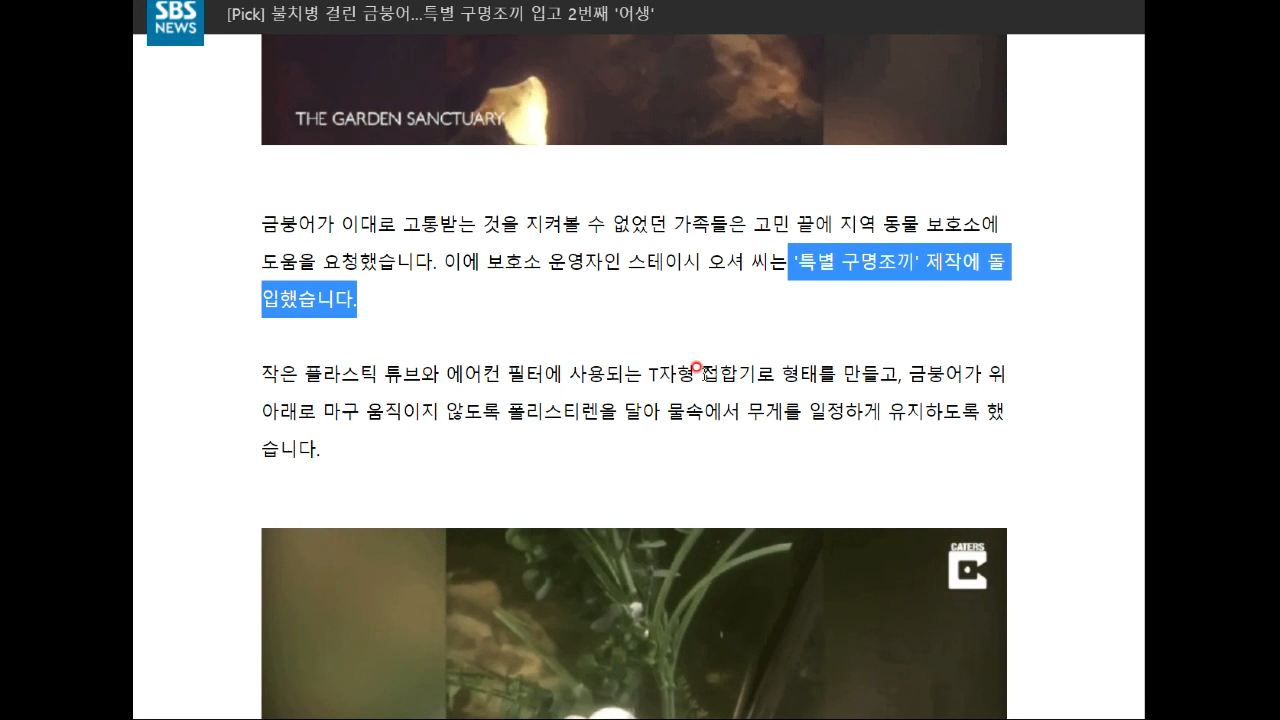 SBS
NEWS
[Pick] 불치병 걸린 금붕어...특별 구명조끼 입고 2번째 '어생'
THE GARDEN SANCTUARY
금붕어가 이대로 고통받는 것을 지켜볼 수 없었던 가족들은 고민 끝에 지역 동물 보호소에
도움을 요청했습니다. 이에 보호소 운영자인 스테이시 오셔 씨는 '특별 구명조끼' 제작에 돌
입했습니다.
작은 플라스틱 튜브와 에어컨 필터에 사용되는 T자형 접합기로 형태를 만들고, 금붕어가 위
아래로 마구 움직이지 않도록 폴리스티렌을 달아 물속에서 무게를 일정하게 유지하도록 했
습니다.
CATERS